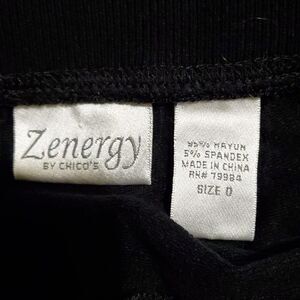 Zenergy
BY CHICO'S
95% RAYON
5% SPANDEX
MADE IN CHINA
RN# 79984
SIZE 0